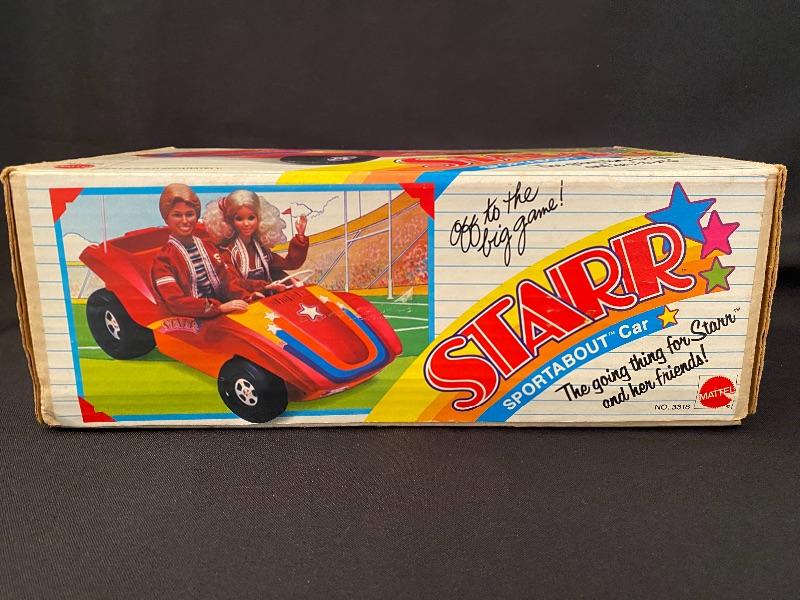 STARR
Off to the
big game!
STARR
SPORTABOUT™ Car
The going thing for Starr™
and her friends!
MATTEL
NO. 3318
STARR